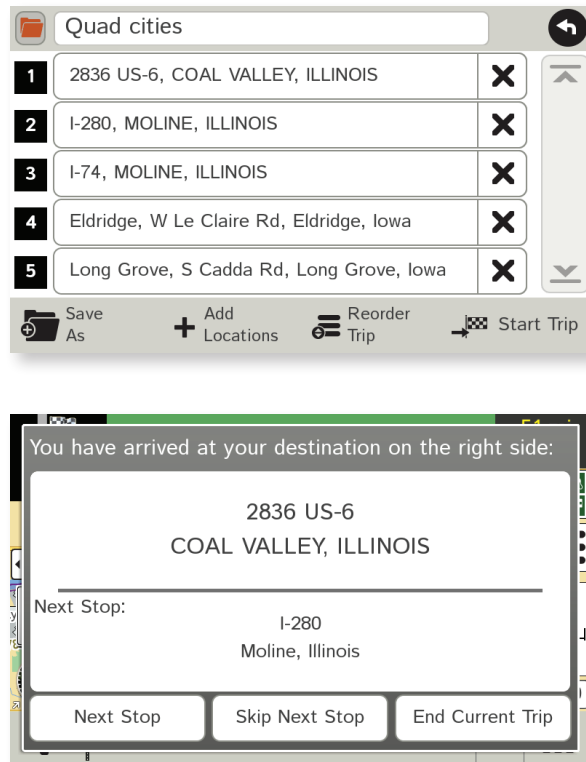 Quad cities
1 2836 US-6, COAL VALLEY, ILLINOIS
2 I-280, MOLINE, ILLINOIS
3 I-74, MOLINE, ILLINOIS
4 Eldridge, W Le Claire Rd, Eldridge, Iowa
5 Long Grove, S Cadda Rd, Long Grove, Iowa
Save As
Add Locations
Reorder Trip
Start Trip
You have arrived at your destination on the right side:
2836 US-6
COAL VALLEY, ILLINOIS
Next Stop:
I-280
Moline, Illinois
Next Stop
Skip Next Stop
End Current Trip